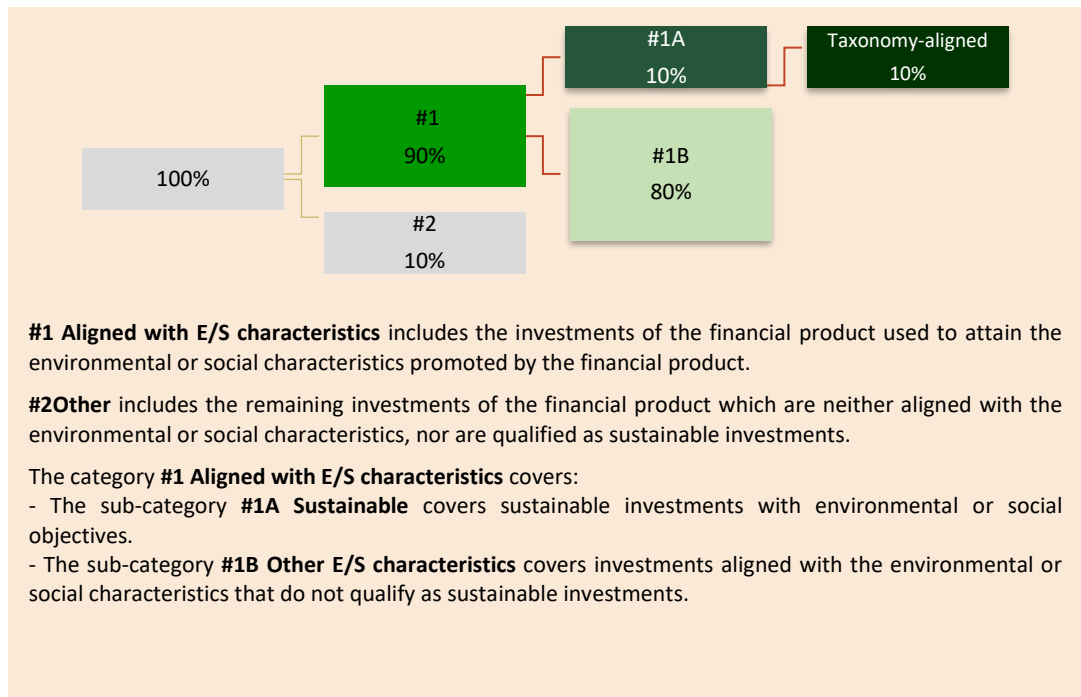 #1A
10%
Taxonomy-aligned
10%
#1
90%
#1B
80%
100%
#2
10%
#1 Aligned with E/S characteristics includes the investments of the financial product used to attain the
environmental or social characteristics promoted by the financial product.
#2Other includes the remaining investments of the financial product which are neither aligned with the
environmental or social characteristics, nor are qualified as sustainable investments.
The category #1 Aligned with E/S characteristics covers:
- The sub-category #1A Sustainable covers sustainable investments with environmental or social
objectives.
- The sub-category #1B Other E/S characteristics covers investments aligned with the environmental or
social characteristics that do not qualify as sustainable investments.